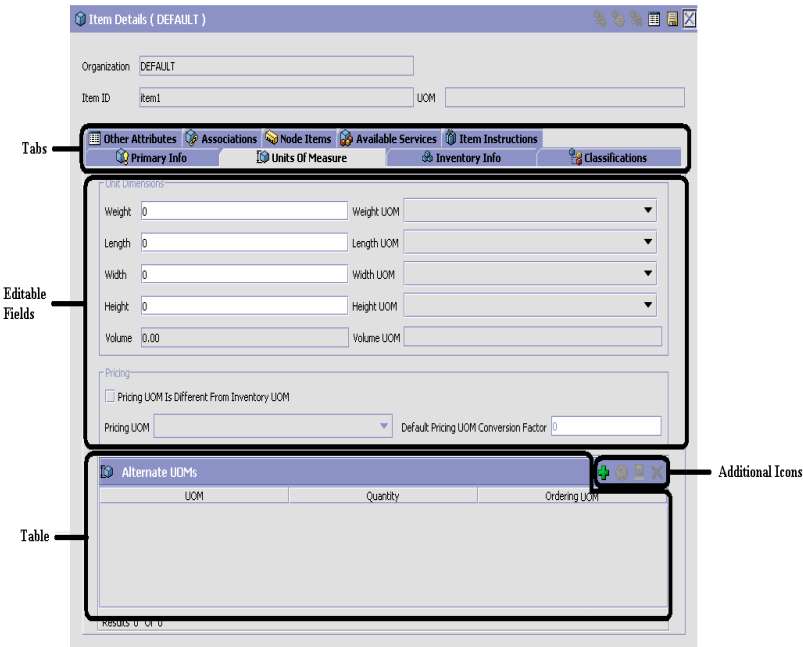 Item Details ( DEFAULT )
Organization DEFAULT
Item ID item1 UOM
Tabs
Other Attributes Associations Node Items Available Services Item Instructions
Primary Info Units Of Measure Inventory Info Classifications
Unit Dimensions
Weight 0 Weight UOM
Length 0 Length UOM
Width 0 Width UOM
Editable
Fields
Height 0 Height UOM
Volume 0.00 Volume UOM
Pricing
Pricing UOM Is Different From Inventory UOM
Pricing UOM Default Pricing UOM Conversion Factor 0
Alternate UOMs
Additional Icons
UOM Quantity Ordering UOM
Table
Results 0 Of 0